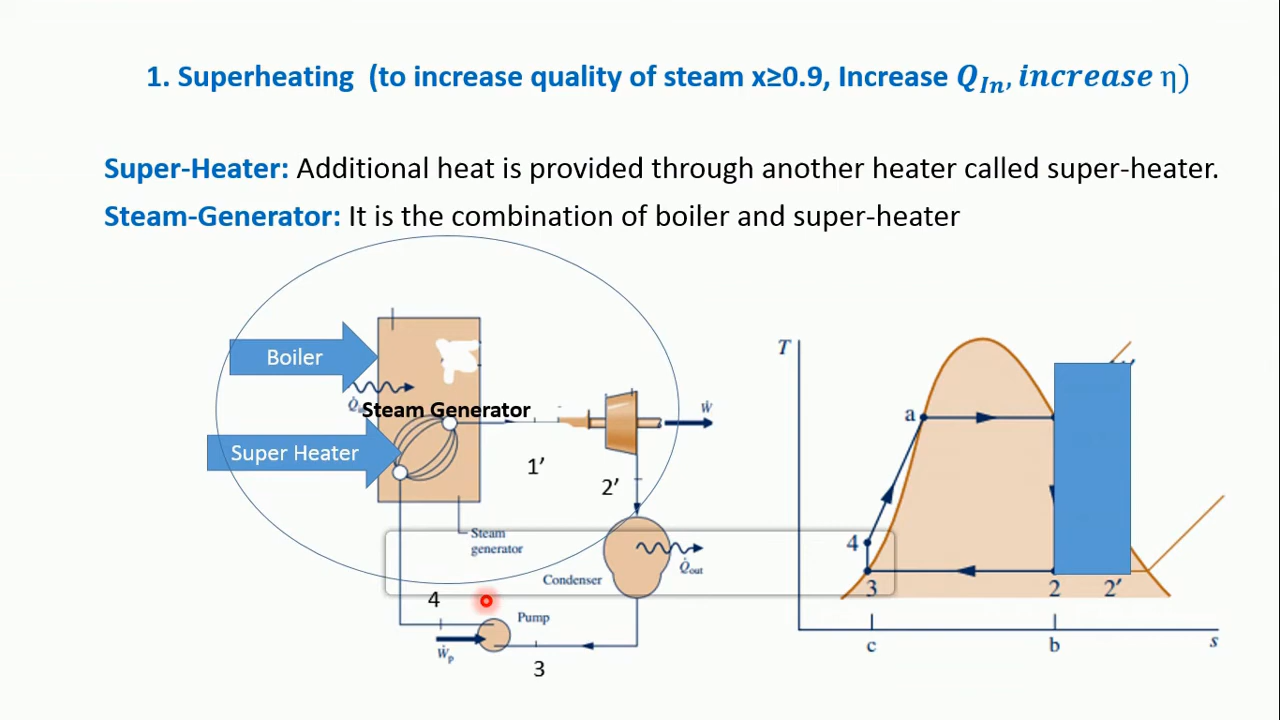 1. Superheating (to increase quality of steam x≥0.9, Increase Q_In, increase η)
Super-Heater: Additional heat is provided through another heater called super-heater.
Steam-Generator: It is the combination of boiler and super-heater
Boiler
Steam Generator
Super Heater
Ẇ
1′
2′
Steam
generator
Condenser
Q̇out
4
Pump
Ẇp
3
T
a
4
3
2
2′
c
b
s